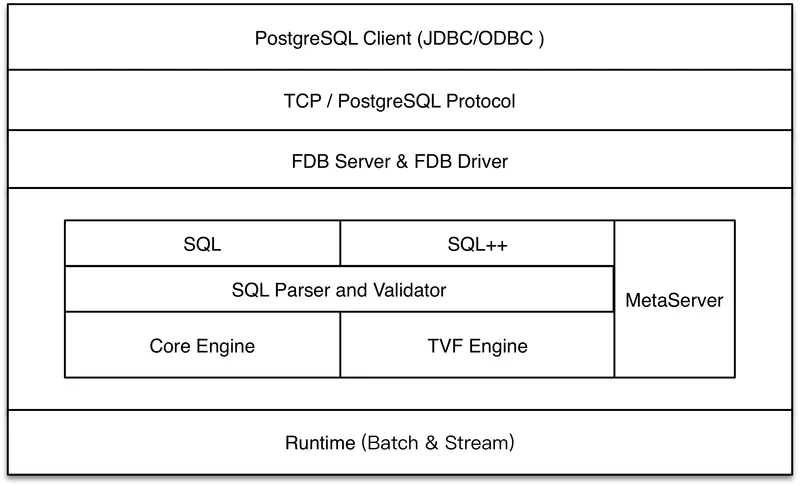 PostgreSQL Client (JDBC/ODBC )
TCP / PostgreSQL Protocol
FDB Server & FDB Driver
SQL
SQL++
SQL Parser and Validator
MetaServer
Core Engine
TVF Engine
Runtime (Batch & Stream)